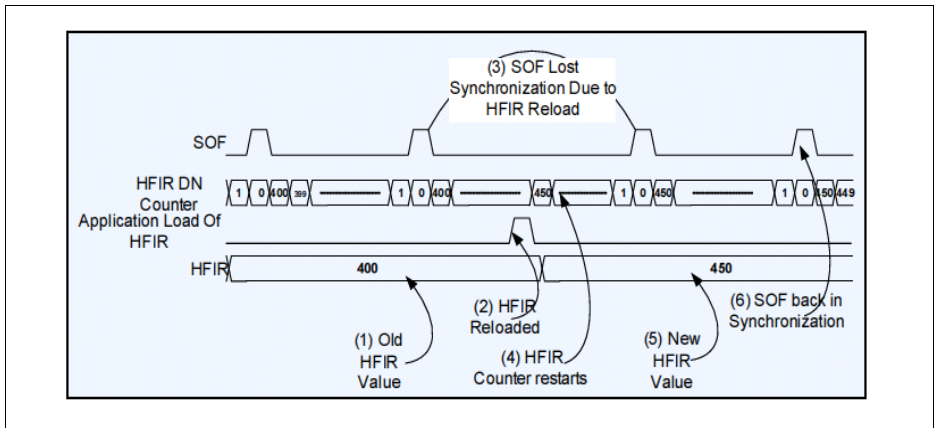 (3) SOF Lost
Synchronization Due to
HFIR Reload
SOF
HFIR DN
Counter
1 0 400 399 1 0 400 450 1 0 450 1 0 450 449
Application Load Of
HFIR
HFIR
400 450
(2) HFIR
Reloaded
(6) SOF back in
Synchronization
(1) Old
HFIR
Value
(4) HFIR
Counter restarts
(5) New
HFIR
Value